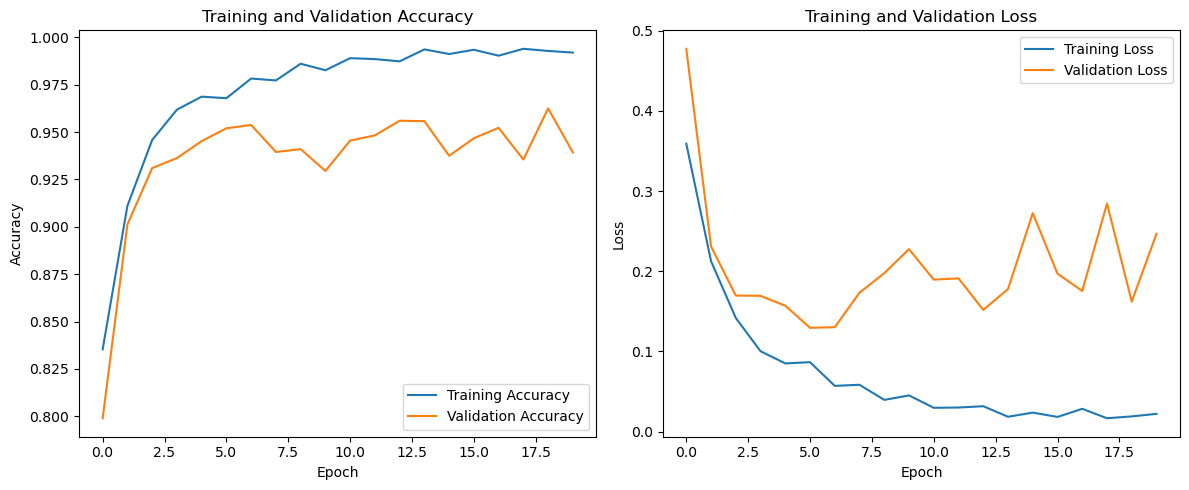 Training and Validation Accuracy
1.000
0.975
0.950
0.925
0.900
0.875
0.850
0.825
0.800
Accuracy
Training Accuracy
Validation Accuracy
0.0 2.5 5.0 7.5 10.0 12.5 15.0 17.5
Epoch
Training and Validation Loss
0.5
0.4
0.3
0.2
0.1
0.0
Loss
Training Loss
Validation Loss
0.0 2.5 5.0 7.5 10.0 12.5 15.0 17.5
Epoch